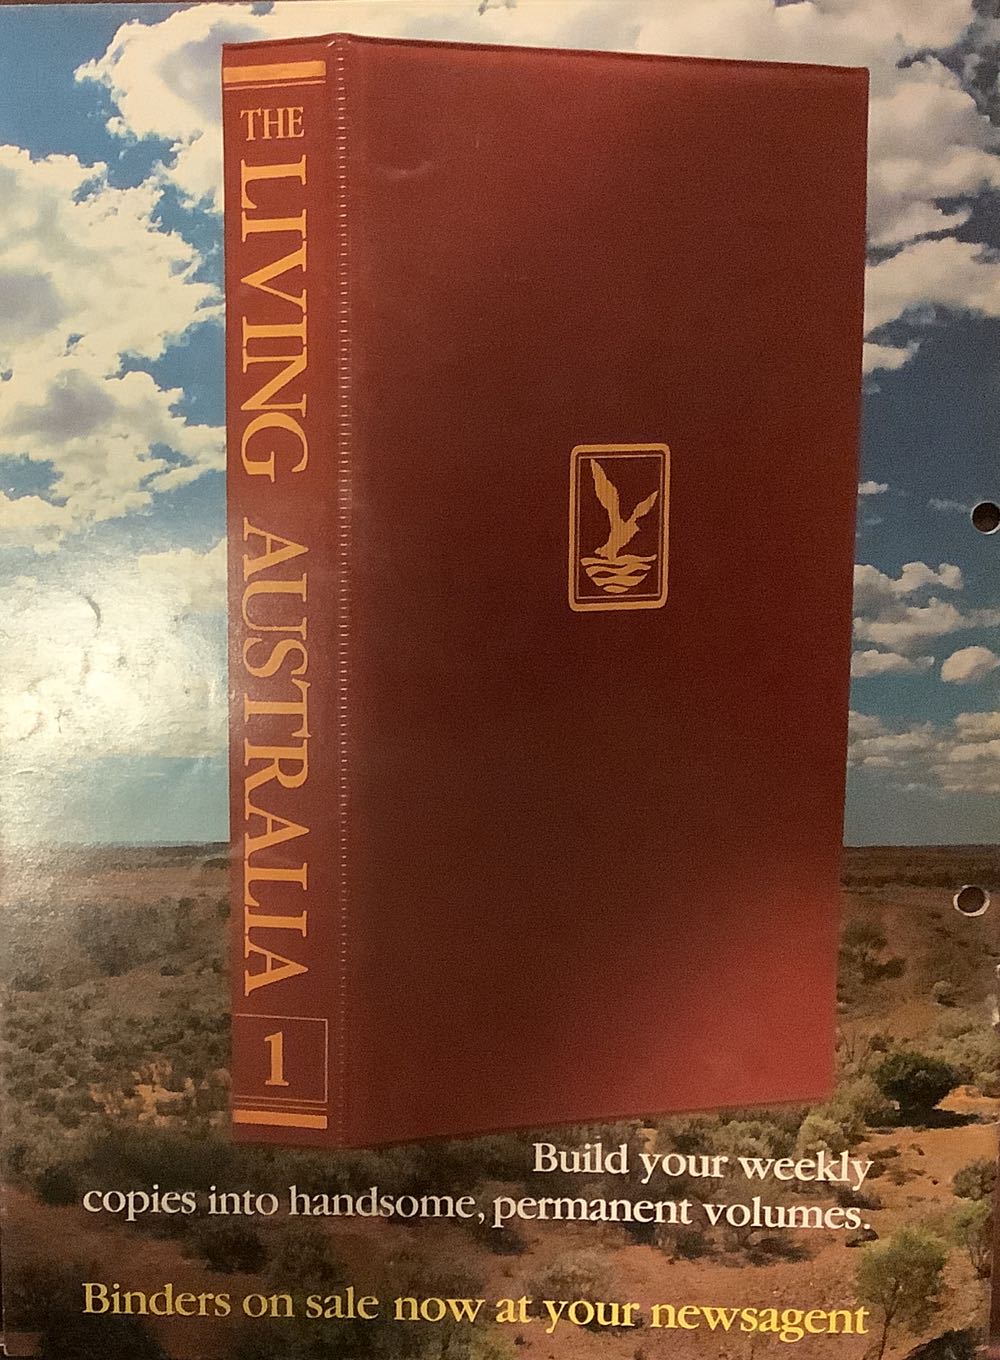 THE LIVING AUSTRALIA
1
Build your weekly
copies into handsome, permanent volumes.
Binders on sale now at your newsagent